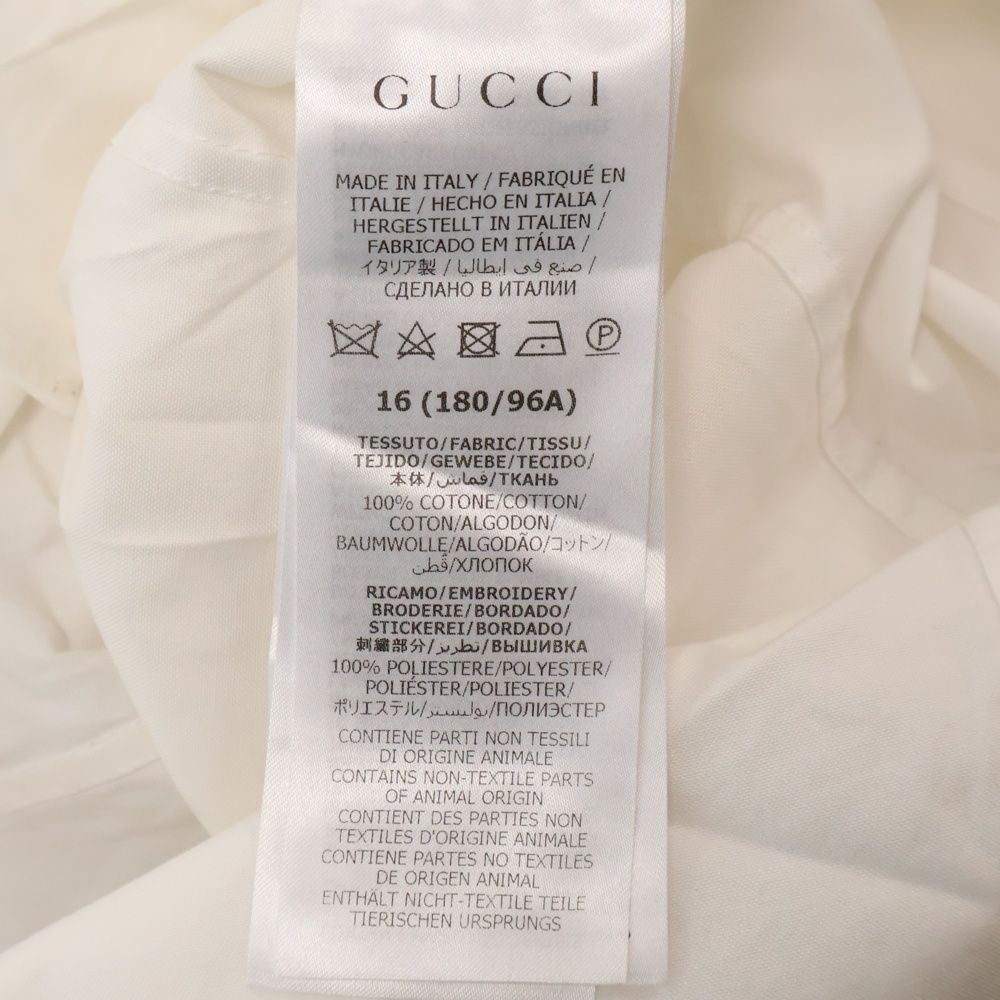 GUCCI
MADE IN ITALY / FABRIQUÉ EN
ITALIE / HECHO EN ITALIA /
HERGESTELLT IN ITALIEN /
FABRICADO EM ITÁLIA /
イタリア製 / صنع في إيطاليا /
СДЕЛАНО В ИТАЛИИ
P
16 (180/96A)
TESSUTO/FABRIC/TISSU/
TEJIDO/GEWEBE/TECIDO/
本体/قماش/ТКАНЬ
100% COTONE/COTTON/
COTON/ALGODON/
BAUMWOLLE/ALGODÃO/コットン/
قُطن/ХЛОПОК
RICAMO/EMBROIDERY/
BRODERIE/BORDADO/
STICKEREI/BORDADO/
刺繍部分/تطريز/ВЫШИВКА
100% POLIESTERE/POLYESTER/
POLIÉSTER/POLIESTER/
ポリエステル/بوليستر/ПОЛИЭСТЕР
CONTIENE PARTI NON TESSILI
DI ORIGINE ANIMALE
CONTAINS NON-TEXTILE PARTS
OF ANIMAL ORIGIN
CONTIENT DES PARTIES NON
TEXTILES D'ORIGINE ANIMALE
CONTIENE PARTES NO TEXTILES
DE ORIGEN ANIMAL
ENTHÄLT NICHT-TEXTILE TEILE
TIERISCHEN URSPRUNGS